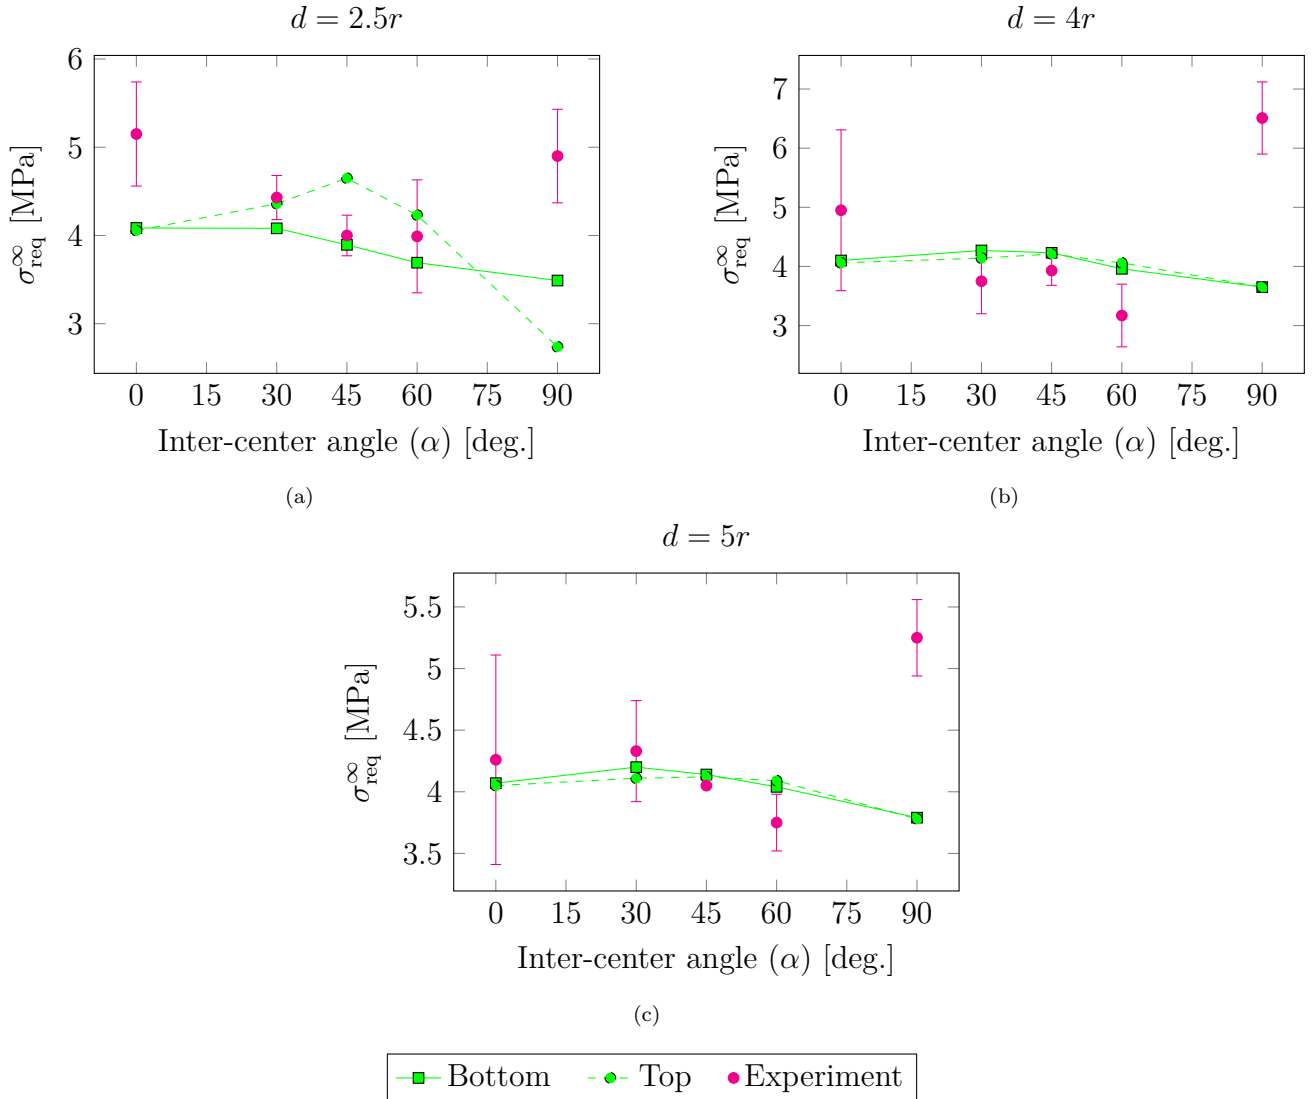 d = 2.5r
σ∞req [MPa]
6
5
4
3
0 15 30 45 60 75 90
Inter-center angle (α) [deg.]
(a)
d = 4r
σ∞req [MPa]
7
6
5
4
3
0 15 30 45 60 75 90
Inter-center angle (α) [deg.]
(b)
d = 5r
σ∞req [MPa]
5.5
5
4.5
4
3.5
0 15 30 45 60 75 90
Inter-center angle (α) [deg.]
(c)
Bottom Top Experiment